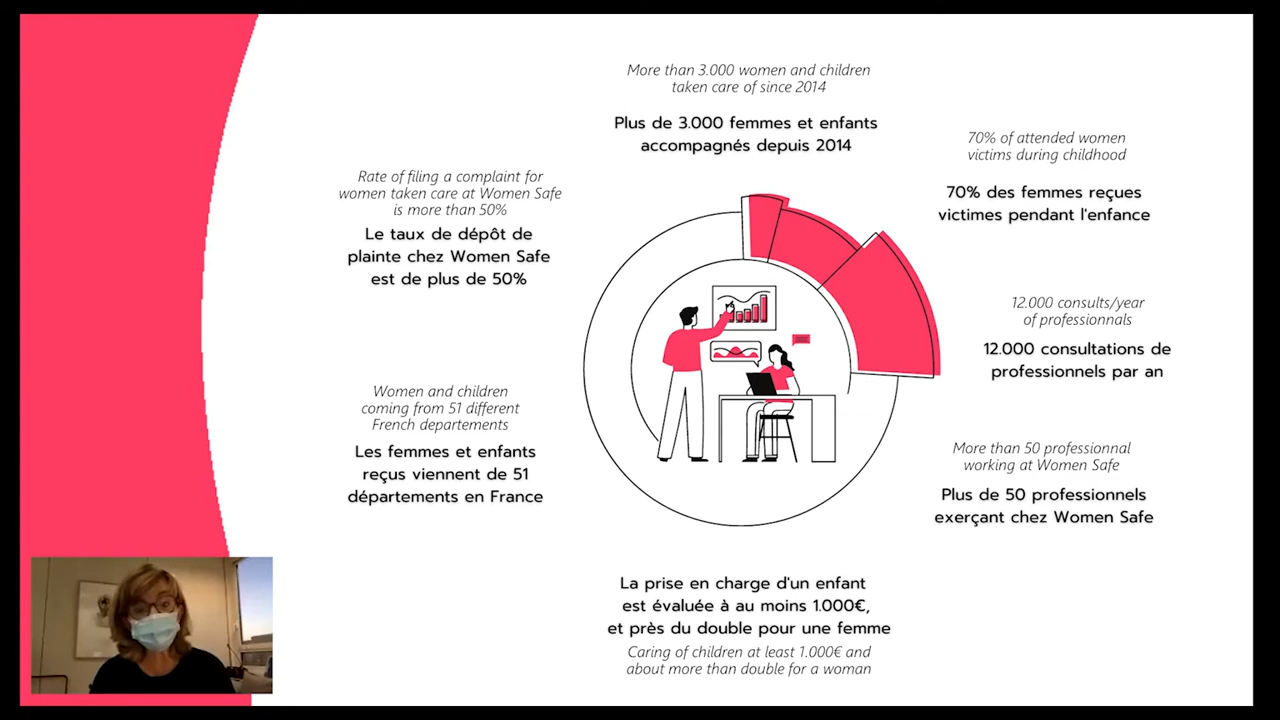 More than 3.000 women and children
taken care of since 2014
Plus de 3.000 femmes et enfants
accompagnés depuis 2014
70% of attended women
victims during childhood
70% des femmes reçues
victimes pendant l'enfance
Rate of filing a complaint for
women taken care at Women Safe
is more than 50%
Le taux de dépôt de
plainte chez Women Safe
est de plus de 50%
12.000 consults/year
of professionnals
12.000 consultations de
professionnels par an
Women and children
coming from 51 different
French departements
Les femmes et enfants
reçus viennent de 51
départements en France
More than 50 professionnal
working at Women Safe
Plus de 50 professionnels
exerçant chez Women Safe
La prise en charge d'un enfant
est évaluée à au moins 1.000€,
et près du double pour une femme
Caring of children at least 1.000€ and
about more than double for a woman